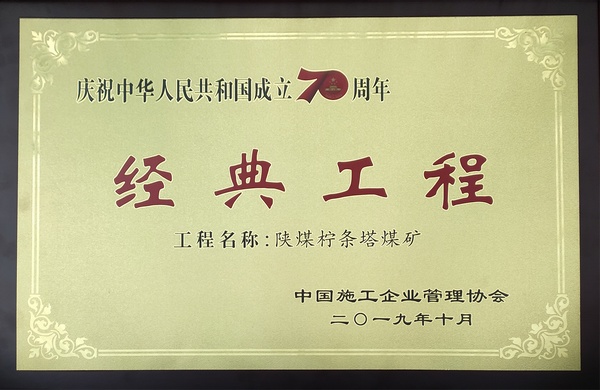 庆祝中华人民共和国成立70周年
经典工程
工程名称:陕煤柠条塔煤矿
中国施工企业管理协会
二〇一九年十月